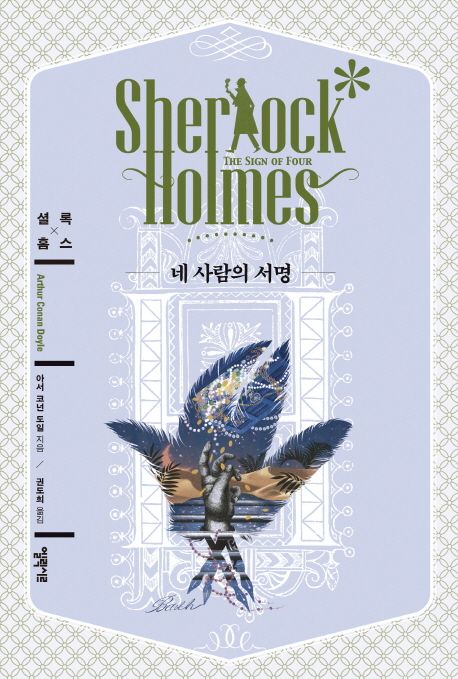 Sherlock*
THE SIGN OF FOUR
Holmes
네 사람의 서명
셜록
×
홈스
Arthur Conan Doyle
아서 코넌 도일 지음
/
권도희 옮김
엘릭시르